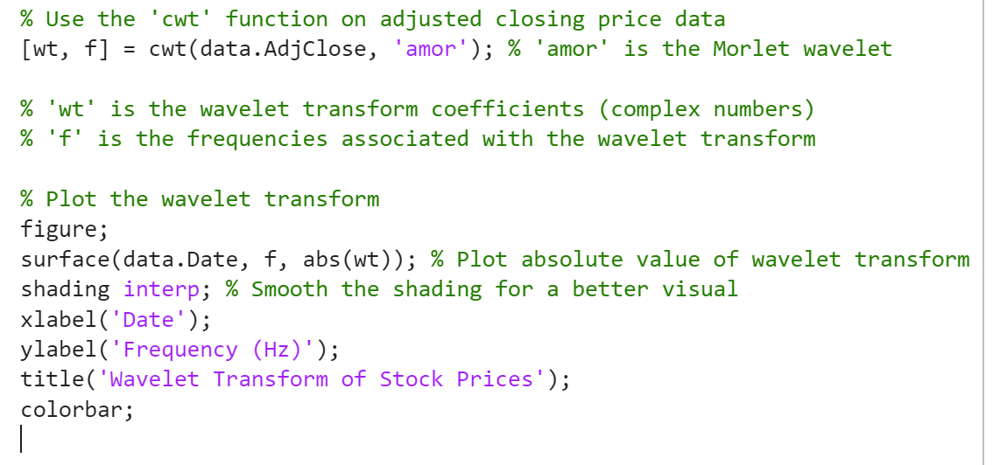 % Use the 'cwt' function on adjusted closing price data
[wt, f] = cwt(data.AdjClose, 'amor'); % 'amor' is the Morlet wavelet
% 'wt' is the wavelet transform coefficients (complex numbers)
% 'f' is the frequencies associated with the wavelet transform
% Plot the wavelet transform
figure;
surface(data.Date, f, abs(wt)); % Plot absolute value of wavelet transform
shading interp; % Smooth the shading for a better visual
xlabel('Date');
ylabel('Frequency (Hz)');
title('Wavelet Transform of Stock Prices');
colorbar;